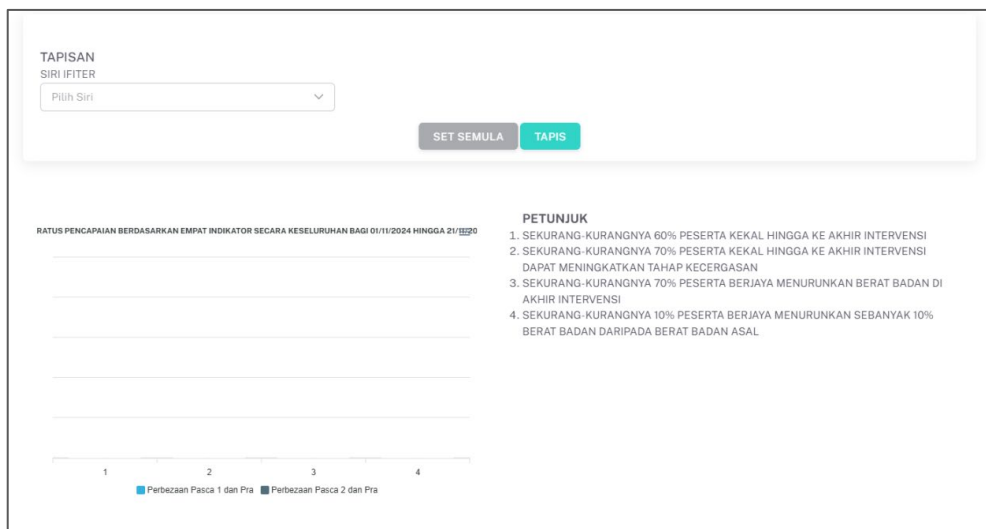 TAPISAN
SIRI IFITER
Pilih Siri
SET SEMULA
TAPIS
RATUS PENCAPAIAN BERDASARKAN EMPAT INDIKATOR SECARA KESELURUHAN BAGI 01/11/2024 HINGGA
PETUNJUK
1. SEKURANG-KURANGNYA 60% PESERTA KEKAL HINGGA KE AKHIR INTERVENSI
2. SEKURANG-KURANGNYA 70% PESERTA KEKAL HINGGA KE AKHIR INTERVENSI
DAPAT MENINGKATKAN TAHAP KECERGASAN
3. SEKURANG-KURANGNYA 70% PESERTA BERJAYA MENURUNKAN BERAT BADAN DI
AKHIR INTERVENSI
4. SEKURANG-KURANGNYA 10% PESERTA BERJAYA MENURUNKAN SEBANYAK 10%
BERAT BADAN DARIPADA BERAT BADAN ASAL
1 2 3 4
Perbezaan Pasca 1 dan Pra Perbezaan Pasca 2 dan Pra